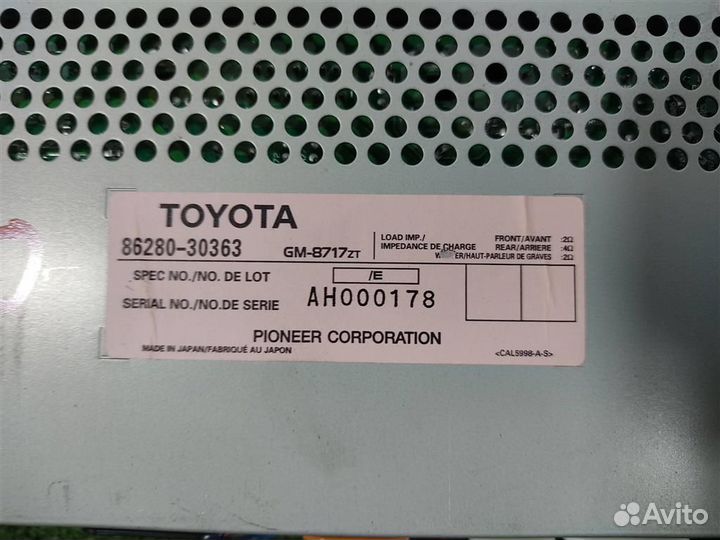 TOYOTA
86280-30363 GM-8717ZT
LOAD IMP./
IMPEDANCE DE CHARGE
FRONT/AVANT :2Ω
REAR/ARRIERE :4Ω
/HAUT-PARLEUR DE GRAVES :2Ω
SPEC NO./NO. DE LOT /E
SERIAL NO./NO.DE SERIE AH000178
PIONEER CORPORATION
MADE IN JAPAN/FABRIQUÉ AU JAPON <CAL5998-A-S>
Avito